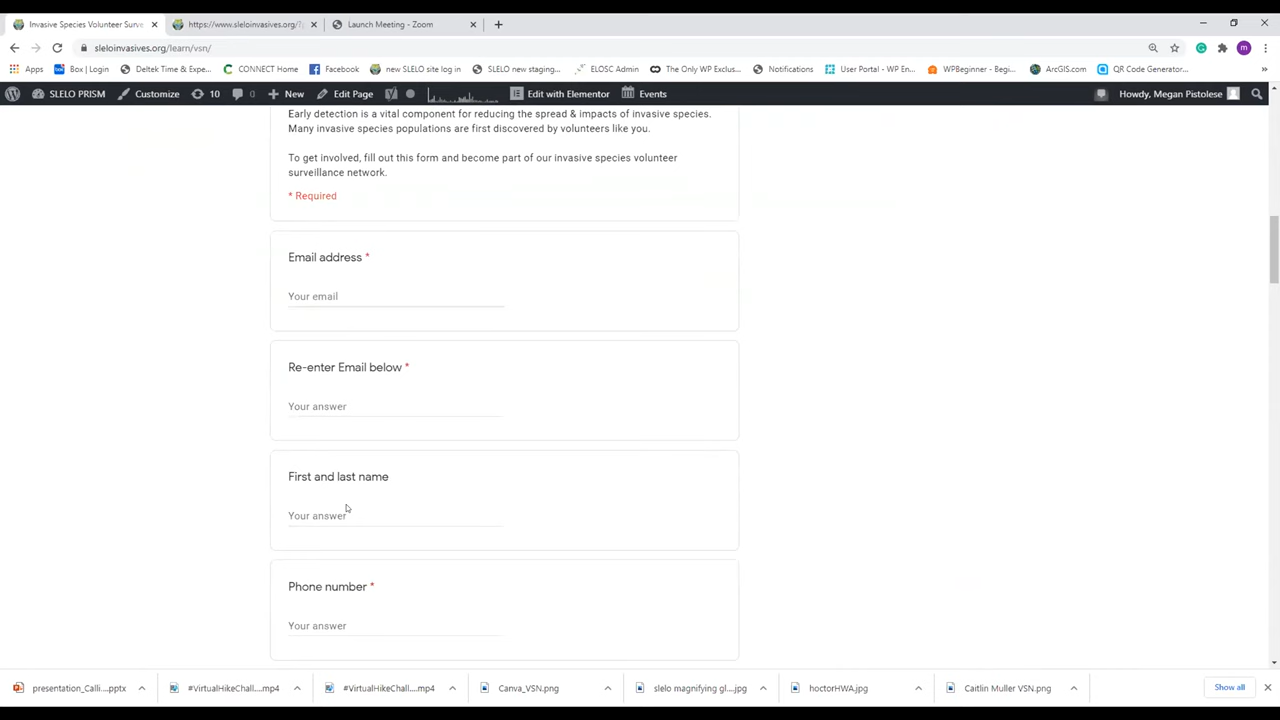 Invasive Species Volunteer Surve
https://www.sleloinvasives.org/?
Launch Meeting - Zoom
sleloinvasives.org/learn/vsn/
Apps
Box | Login
Deltek Time & Expe...
CONNECT Home
Facebook
new SLELO site log in
SLELO new staging...
ELOSC Admin
The Only WP Exclus...
Notifications
User Portal - WP En...
WPBeginner - Begi...
ArcGIS.com
QR Code Generator...
SLELO PRISM
Customize
10
0
New
Edit Page
Edit with Elementor
Events
Howdy, Megan Pistolese
Early detection is a vital component for reducing the spread & impacts of invasive species.
Many invasive species populations are first discovered by volunteers like you.
To get involved, fill out this form and become part of our invasive species volunteer
surveillance network.
* Required
Email address *
Your email
Re-enter Email below *
Your answer
First and last name
Your answer
Phone number *
Your answer
presentation_Calli....pptx
#VirtualHikeChall....mp4
#VirtualHikeChall....mp4
Canva_VSN.png
slelo magnifying gl....jpg
hoctorHWA.jpg
Caitlin Muller VSN.png
Show all